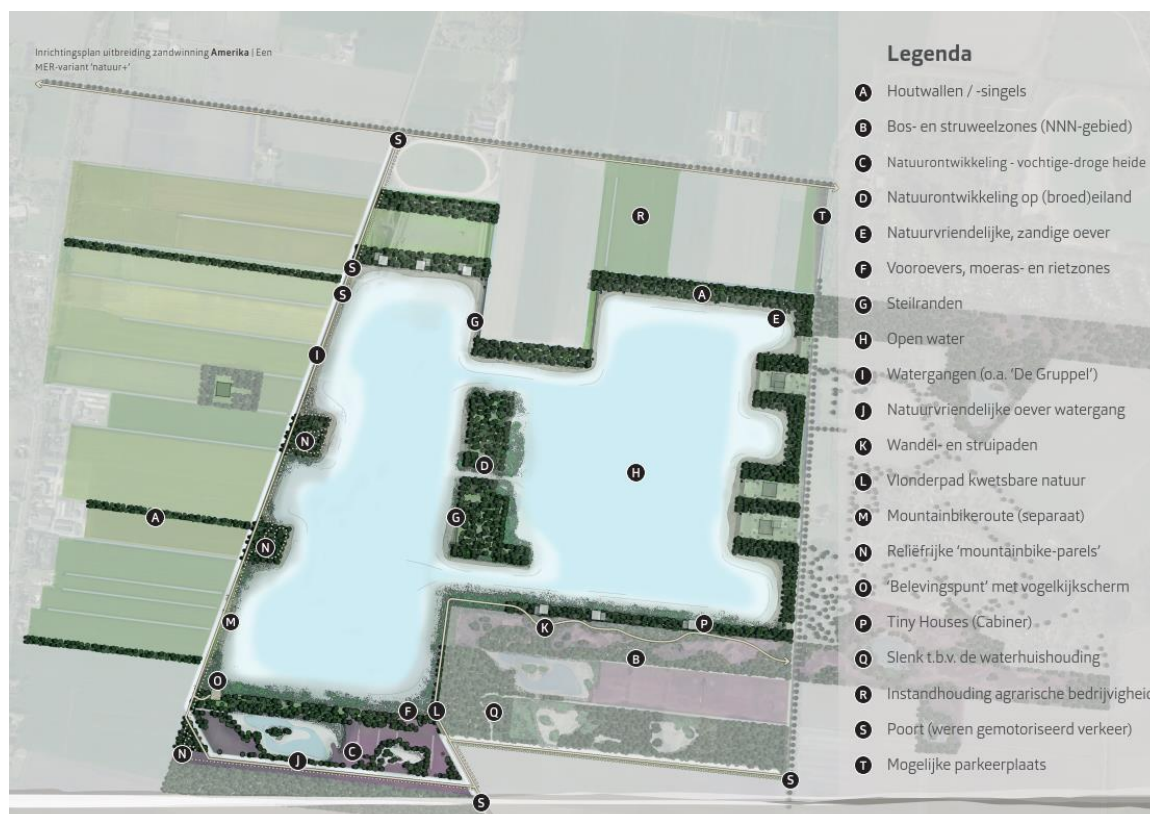 Inrichtingsplan uitbreiding zandwinning Amerika | Een
MER-variant 'natuur+'
Legenda
A Houtwallen / -singels
B Bos- en struweelzones (NNN-gebied)
C Natuurontwikkeling - vochtige-droge heide
D Natuurontwikkeling op (broed)eiland
E Natuurvriendelijke, zandige oever
F Vooroevers, moeras- en rietzones
G Steilranden
H Open water
I Watergangen (o.a. 'De Gruppel')
J Natuurvriendelijke oever watergang
K Wandel- en struipaden
L Vlonderpad kwetsbare natuur
M Mountainbikeroute (separaat)
N Reliëfrijke 'mountainbike-parels'
O 'Belevingspunt' met vogelkijkscherm
P Tiny Houses (Cabiner)
Q Slenk t.b.v. de waterhuishouding
R Instandhouding agrarische bedrijvigheid
S Poort (weren gemotoriseerd verkeer)
T Mogelijke parkeerplaats
S
R
T
S
S
A
E
G
I
N
D
H
A
G
N
M
K
P
B
O
F
L
Q
N
J
C
S
S